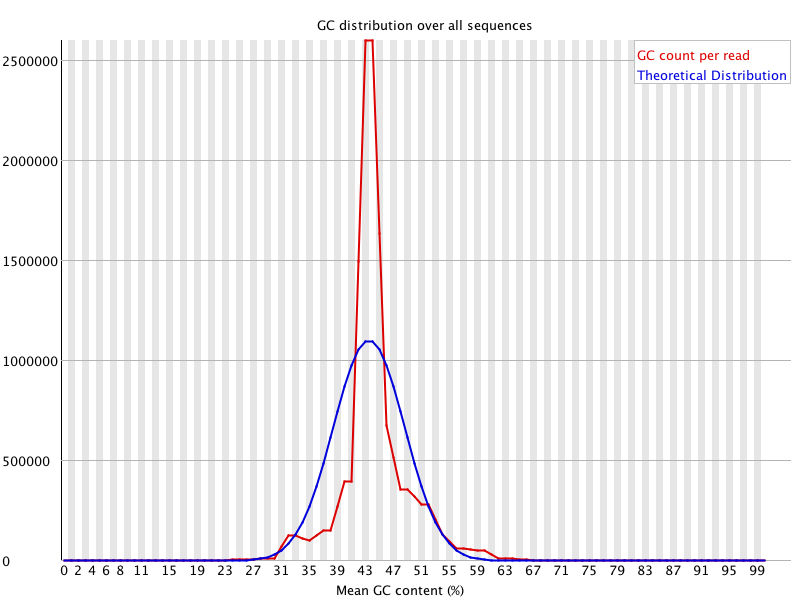 GC distribution over all sequences
GC count per read
Theoretical Distribution
2500000
2000000
1500000
1000000
500000
0
0 2 4 6 8 11 15 19 23 27 31 35 39 43 47 51 55 59 63 67 71 75 79 83 87 91 95 99
Mean GC content (%)